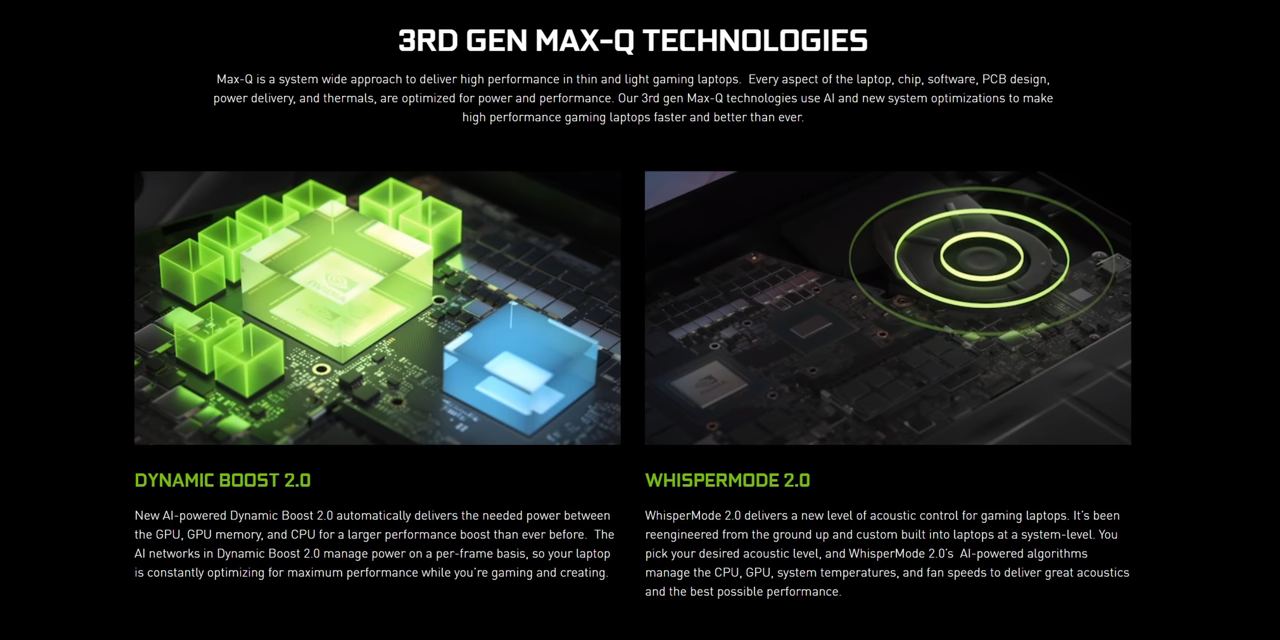 3RD GEN MAX-Q TECHNOLOGIES
Max-Q is a system wide approach to deliver high performance in thin and light gaming laptops.  Every aspect of the laptop, chip, software, PCB design,
power delivery, and thermals, are optimized for power and performance. Our 3rd gen Max-Q technologies use AI and new system optimizations to make
high performance gaming laptops faster and better than ever.
NVIDIA
DYNAMIC BOOST 2.0
New AI-powered Dynamic Boost 2.0 automatically delivers the needed power between
the GPU, GPU memory, and CPU for a larger performance boost than ever before.  The
AI networks in Dynamic Boost 2.0 manage power on a per-frame basis, so your laptop
is constantly optimizing for maximum performance while you're gaming and creating.
WHISPERMODE 2.0
WhisperMode 2.0 delivers a new level of acoustic control for gaming laptops. It's been
reengineered from the ground up and custom built into laptops at a system-level. You
pick your desired acoustic level, and WhisperMode 2.0's  AI-powered algorithms
manage the CPU, GPU, system temperatures, and fan speeds to deliver great acoustics
and the best possible performance.